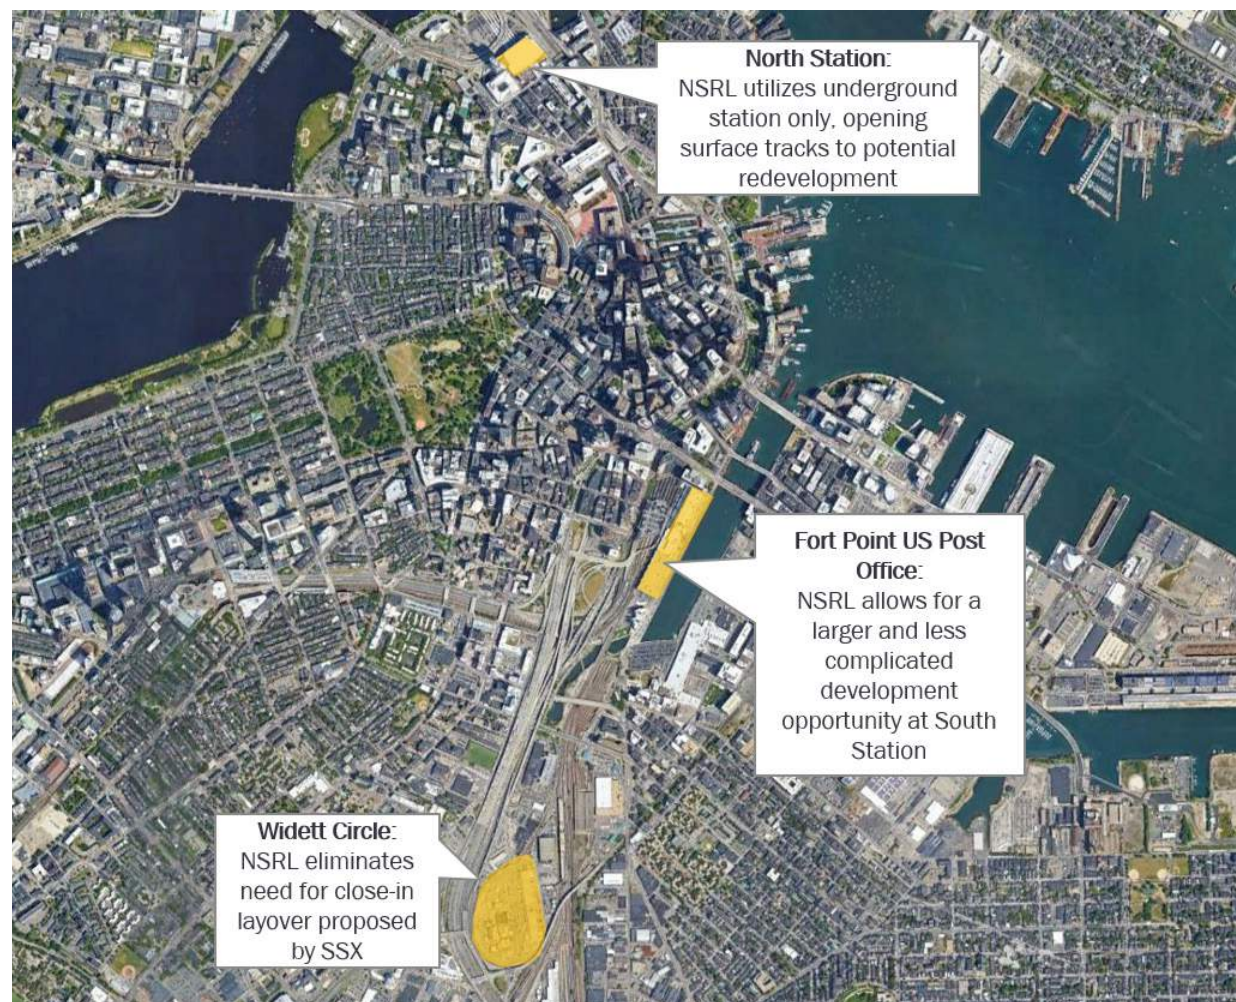 North Station:
NSRL utilizes underground
station only, opening
surface tracks to potential
redevelopment
Fort Point US Post
Office:
NSRL allows for a
larger and less
complicated
development
opportunity at South
Station
Widett Circle:
NSRL eliminates
need for close-in
layover proposed
by SSX